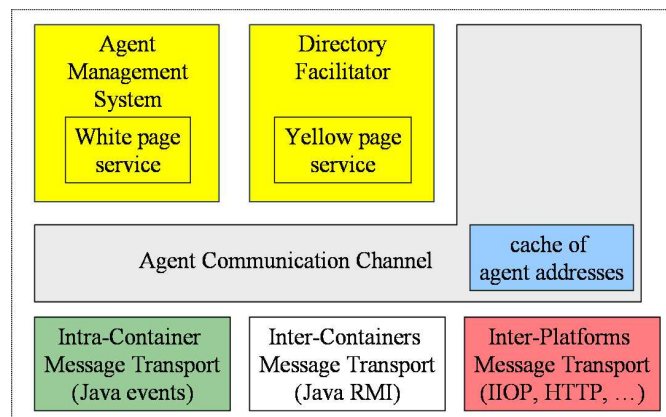 Agent
Management
System
White page
service
Directory
Facilitator
Yellow page
service
Agent Communication Channel
cache of
agent addresses
Intra-Container
Message Transport
(Java events)
Inter-Containers
Message Transport
(Java RMI)
Inter-Platforms
Message Transport
(IIOP, HTTP, …)